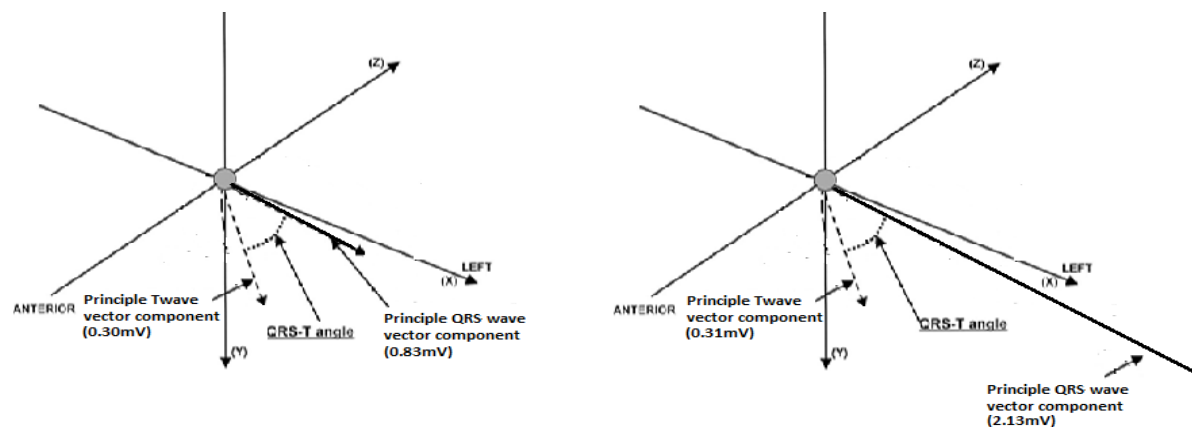 (Z)
LEFT
(X)
ANTERIOR
Principle Twave
vector component
(0.30mV)
QRS-T angle
Principle QRS wave
vector component
(0.83mV)
(Y)
(Z)
LEFT
(X)
ANTERIOR
Principle Twave
vector component
(0.31mV)
QRS-T angle
(Y)
Principle QRS wave
vector component
(2.13mV)